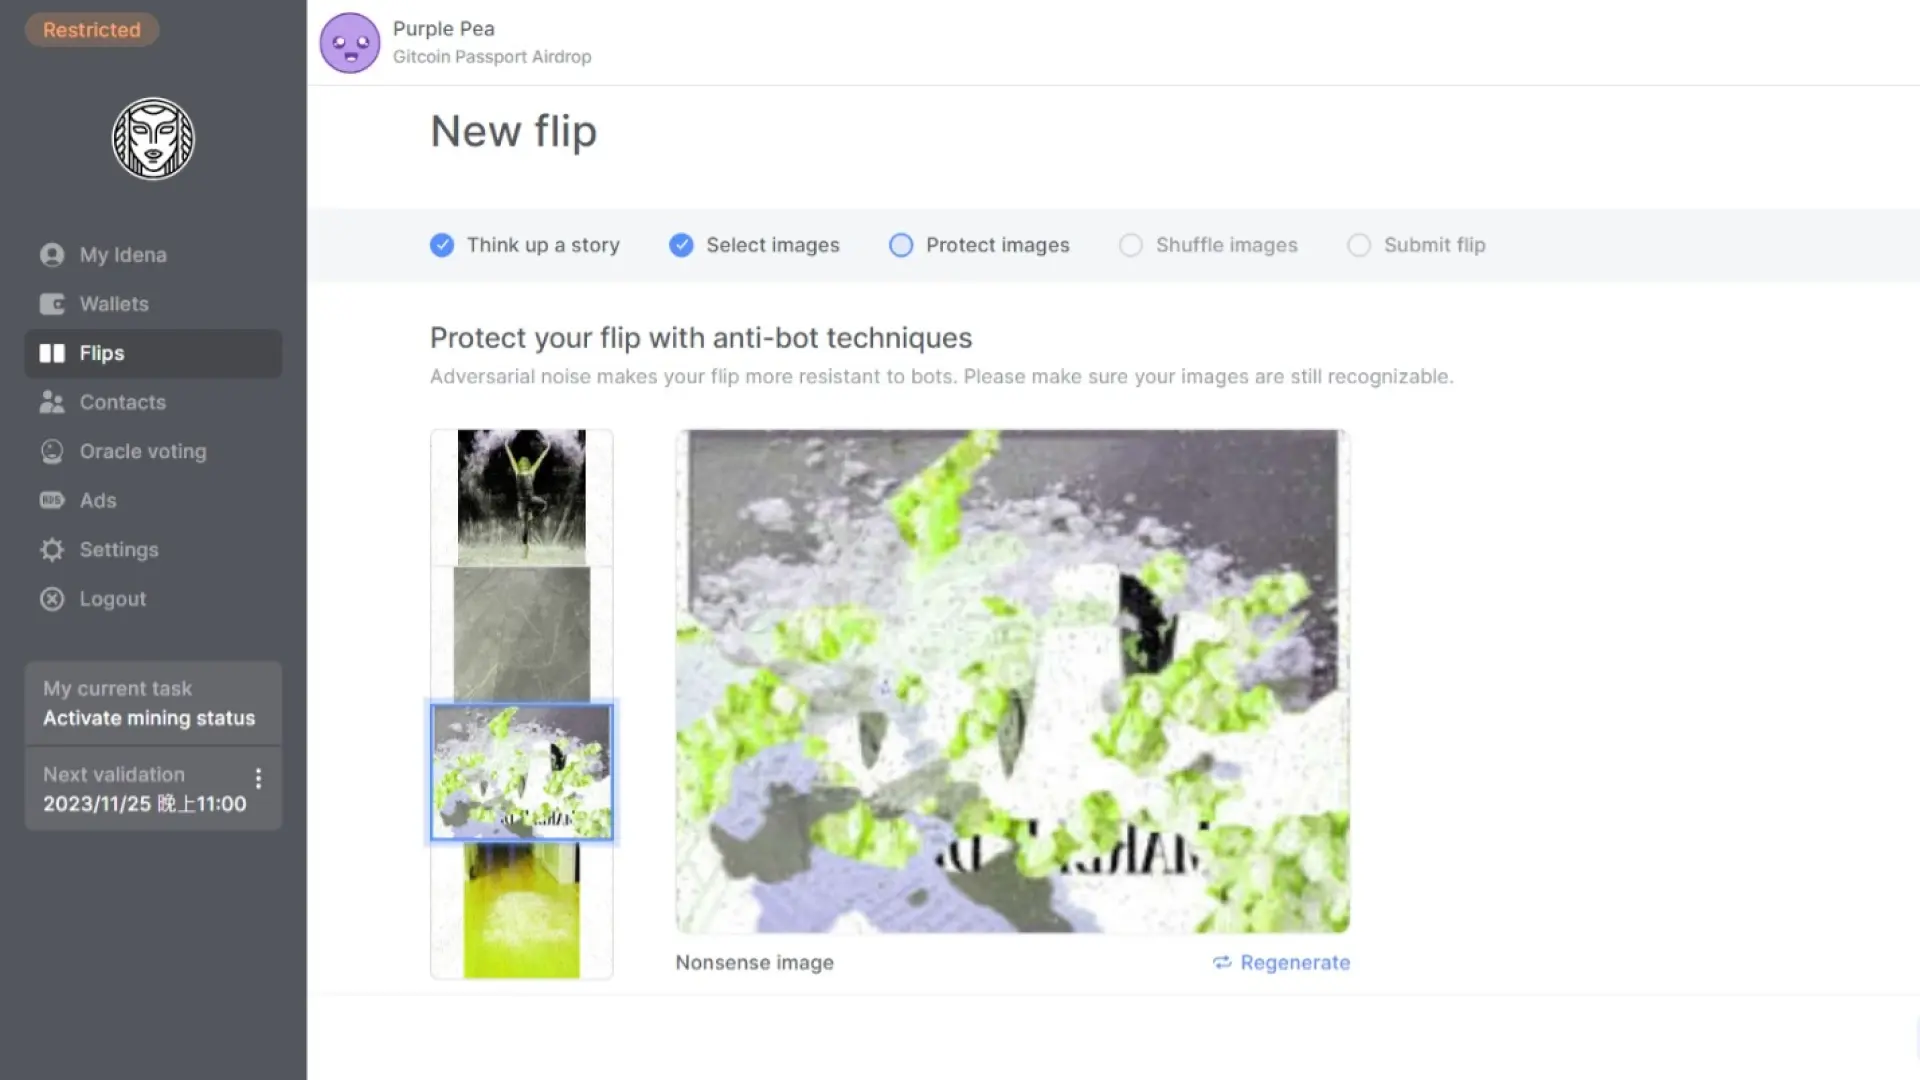 Restricted
Purple Pea
Gitcoin Passport Airdrop
New flip
Think up a story
Select images
Protect images
Shuffle images
Submit flip
My Idena
Wallets
Flips
Contacts
Oracle voting
Ads
Settings
Logout
My current task
Activate mining status
Next validation
2023/11/25 晚上11:00
Protect your flip with anti-bot techniques
Adversarial noise makes your flip more resistant to bots. Please make sure your images are still recognizable.
Nonsense image
Regenerate